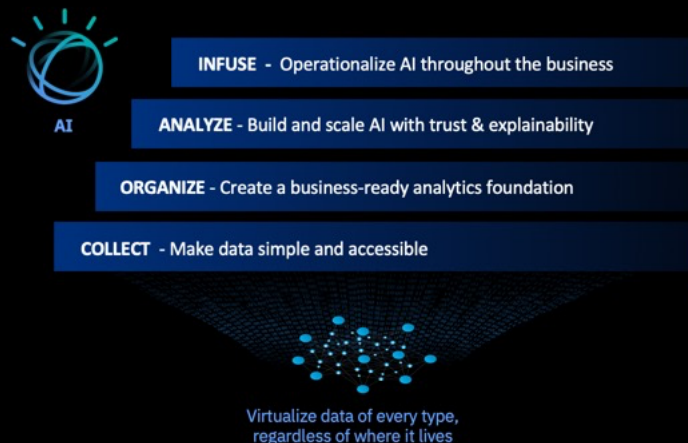 INFUSE - Operationalize AI throughout the business
AI
ANALYZE - Build and scale AI with trust & explainability
ORGANIZE - Create a business-ready analytics foundation
COLLECT - Make data simple and accessible
Virtualize data of every type,
regardless of where it lives